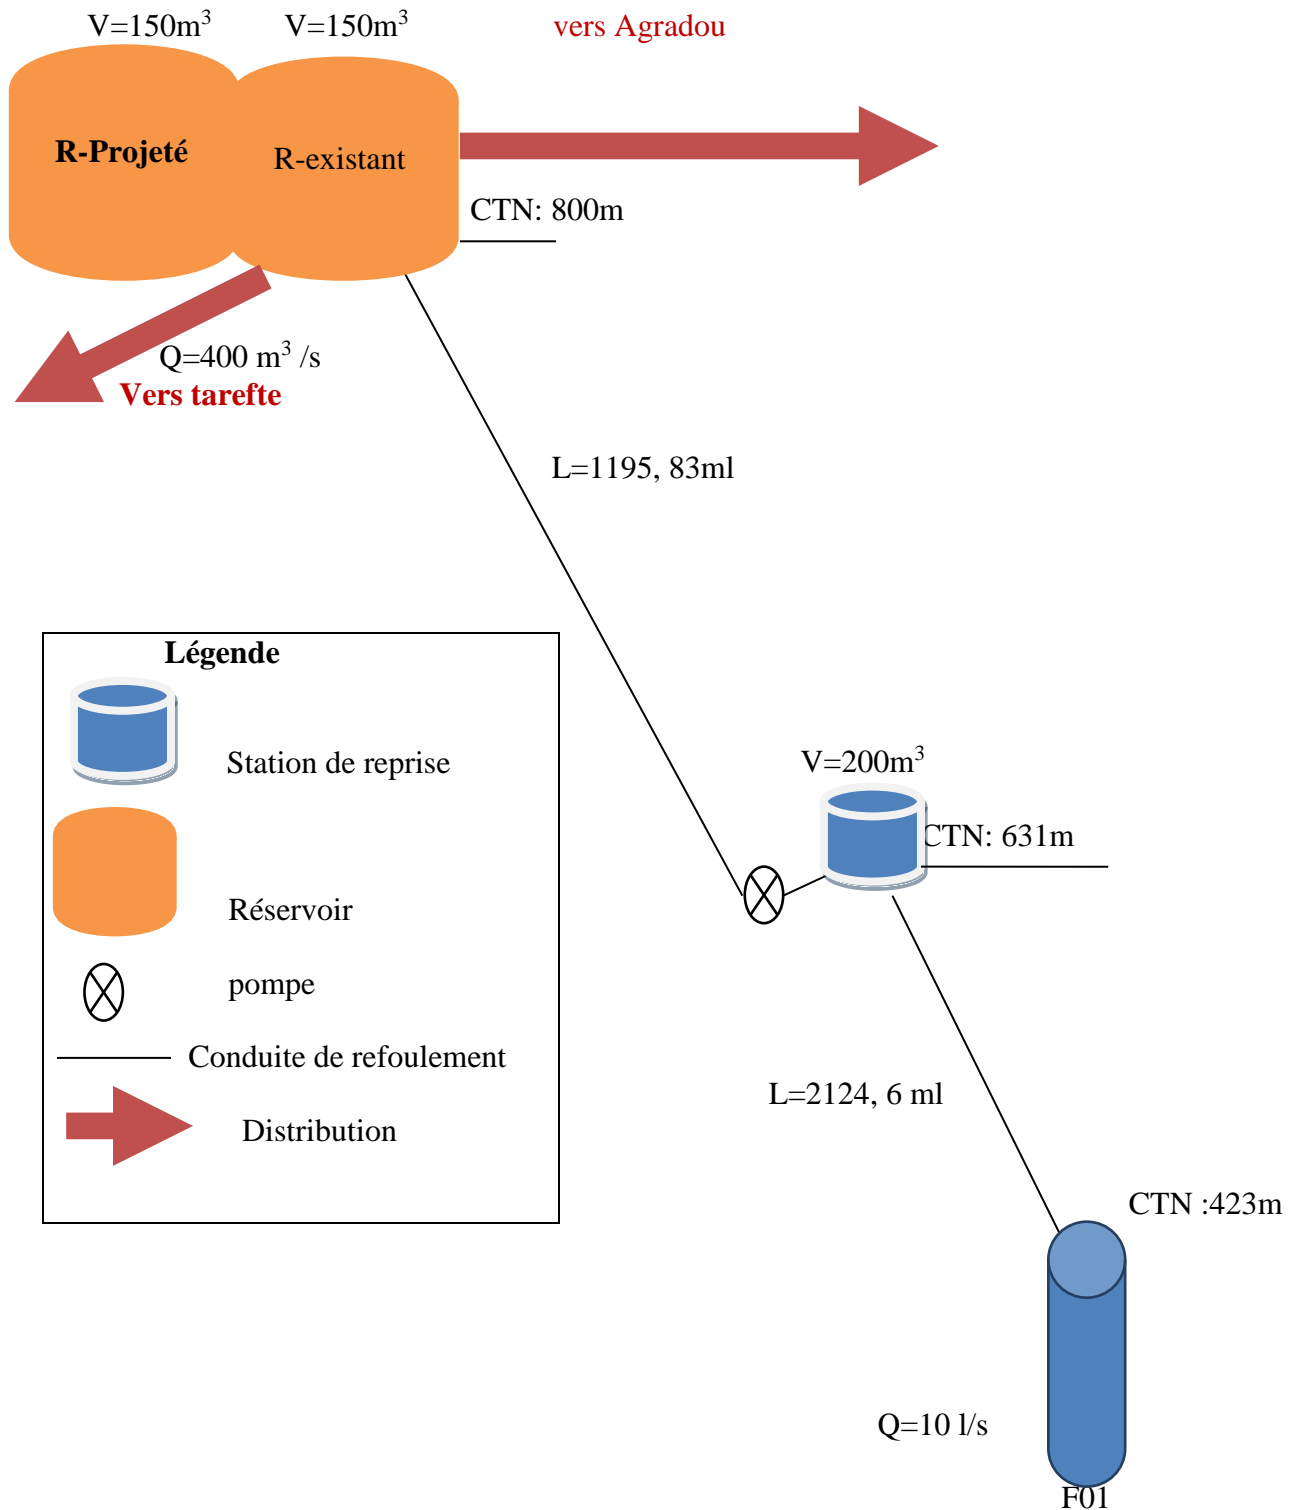 V=150m³
V=150m³
vers Agradou
R-Projeté
R-existant
CTN: 800m
Q=400 m³ /s
Vers tarefte
L=1195, 83ml
Légende
Station de reprise
Réservoir
pompe
Conduite de refoulement
Distribution
V=200m³
CTN: 631m
L=2124, 6 ml
CTN :423m
Q=10 l/s
F01